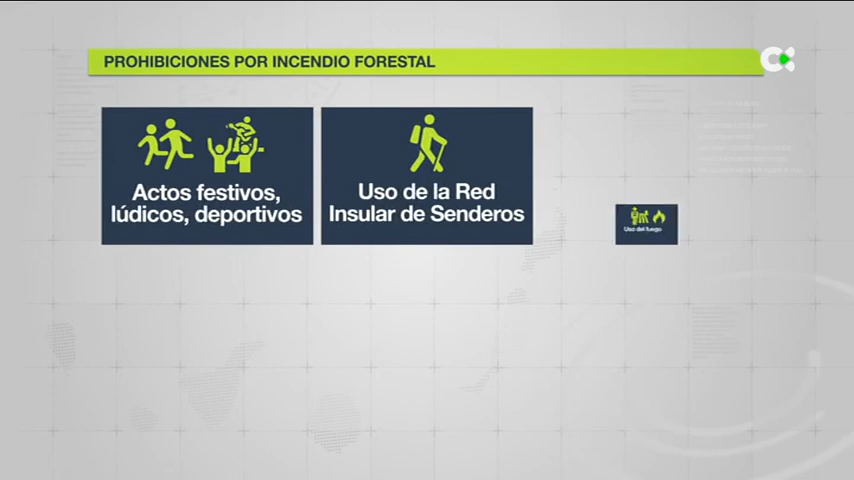 PROHIBICIONES POR INCENDIO FORESTAL
Actos festivos,
lúdicos, deportivos
Uso de la Red
Insular de Senderos
Uso del fuego